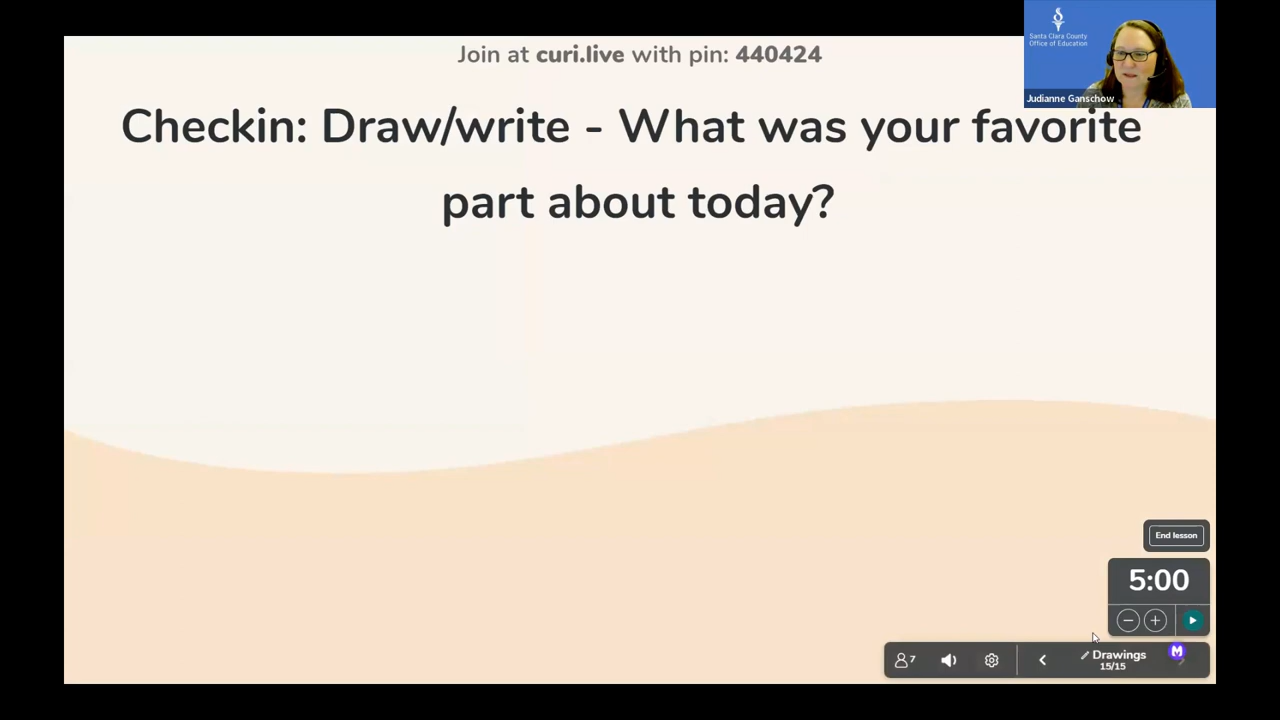 Join at curi.live with pin: 440424
Santa Clara County
Office of Education
Judianne Ganschow
Checkin: Draw/write - What was your favorite
part about today?
End lesson
5:00
7
Drawings
15/15
M